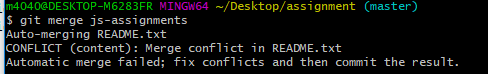 m4040@DESKTOP-M6283FR MINGW64 ~/Desktop/assignment (master)
$ git merge js-assignments
Auto-merging README.txt
CONFLICT (content): Merge conflict in README.txt
Automatic merge failed; fix conflicts and then commit the result.